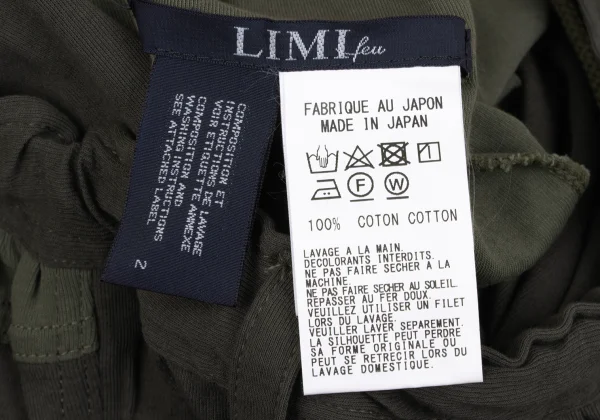 LIMI feu
COMPOSITION
INSTRUCTIONS DE LAVAGE
VOIR ETIQUETTE ANNEXE
COMPOSITION AND
WASHING INSTRUCTIONS
SEE ATTACHED LABEL
2
FABRIQUE AU JAPON
MADE IN JAPAN
F W
100% COTON COTTON
LAVAGE A LA MAIN.
DECOLORANTS INTERDITS.
NE PAS FAIRE SECHER A LA
MACHINE.
NE PAS FAIRE SECHER AU SOLEIL.
REPASSER AU FER DOUX.
VEUILLEZ UTILISER UN FILET
LORS DU LAVAGE.
VEUILLER LAVER SEPAREMENT.
LA SILHOUETTE PEUT PERDRE
SA FORME ORIGINALE OU
PEUT SE RETRECIR LORS DU
LAVAGE DOMESTIQUE.